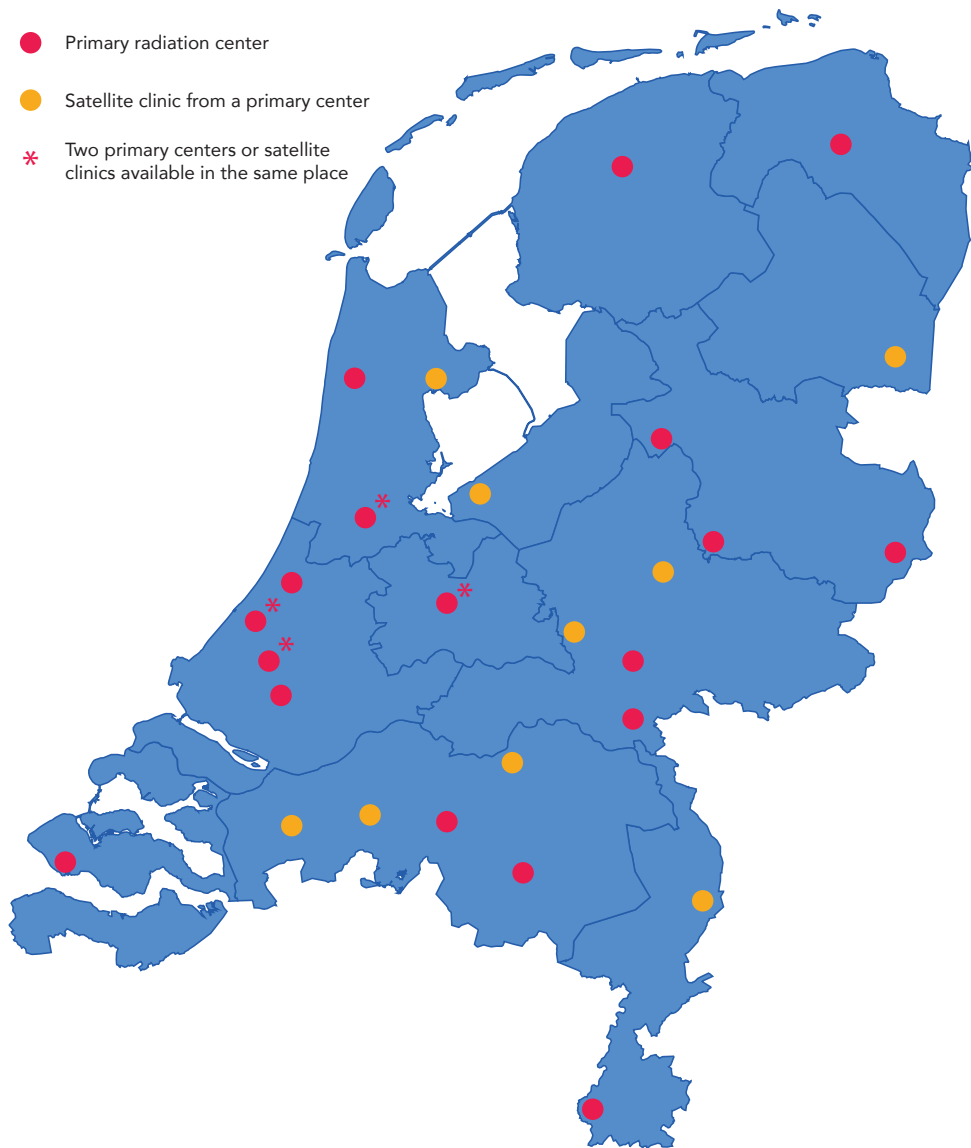 Primary radiation center
Satellite clinic from a primary center
* Two primary centers or satellite
clinics available in the same place
*
*
*
*